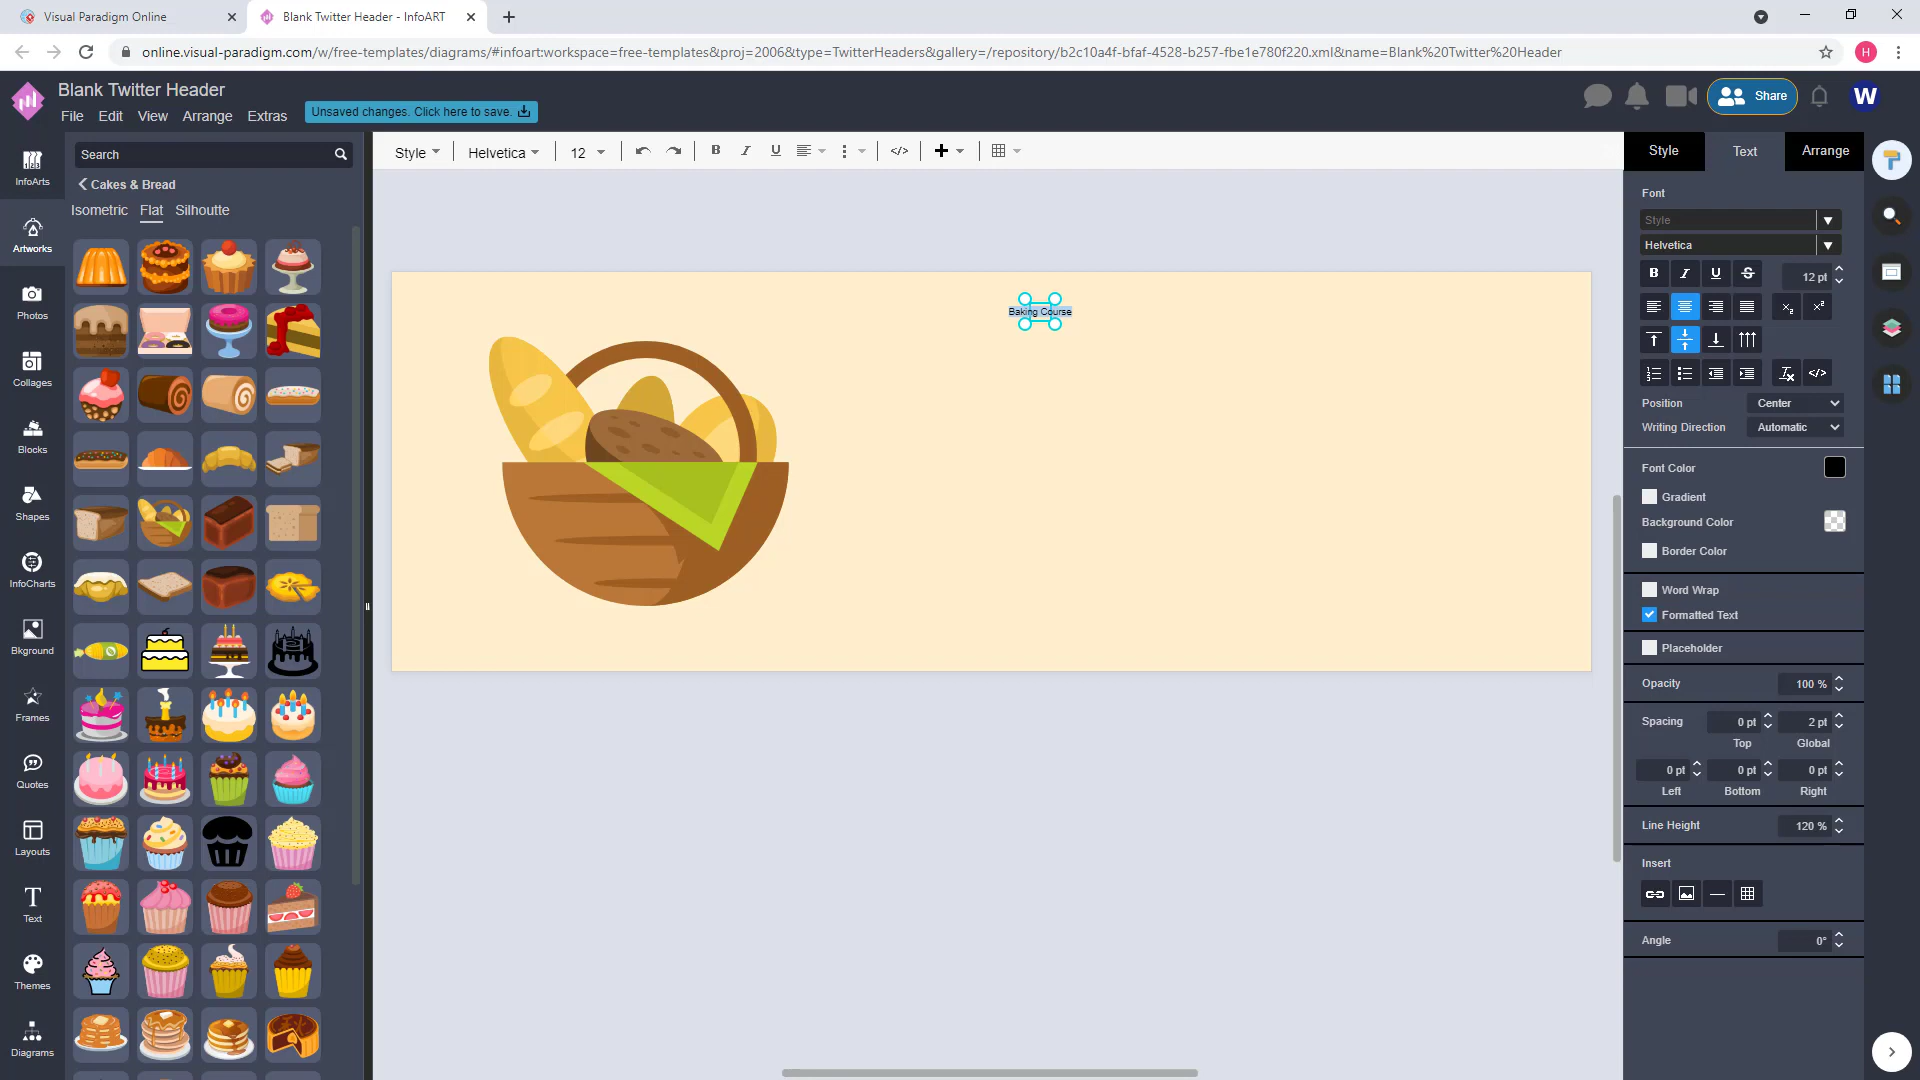 Visual Paradigm Online
Blank Twitter Header - InfoART
online.visual-paradigm.com/w/free-templates/diagrams/#infoart:workspace=free-templates&proj=2006&type=TwitterHeaders&gallery=/repository/b2c10a4f-bfaf-4528-b257-fbe1e780f220.xml&name=Blank%20Twitter%20Header
H
Blank Twitter Header
File Edit View Arrange Extras
Unsaved changes. Click here to save.
Share
W
InfoArts
Artworks
Photos
Collages
Blocks
Shapes
InfoCharts
Bkground
Frames
Quotes
Layouts
Text
Themes
Diagrams
Search
Cakes & Bread
Isometric Flat Silhoutte
Style Helvetica 12 B I U
Baking Course
Style Text Arrange
Font
Style
Helvetica
B I U S 12 pt
Position Center
Writing Direction Automatic
Font Color
Gradient
Background Color
Border Color
Word Wrap
Formatted Text
Placeholder
Opacity 100 %
Spacing 0 pt 2 pt
Top Global
0 pt 0 pt 0 pt
Left Bottom Right
Line Height 120 %
Insert
Angle 0°